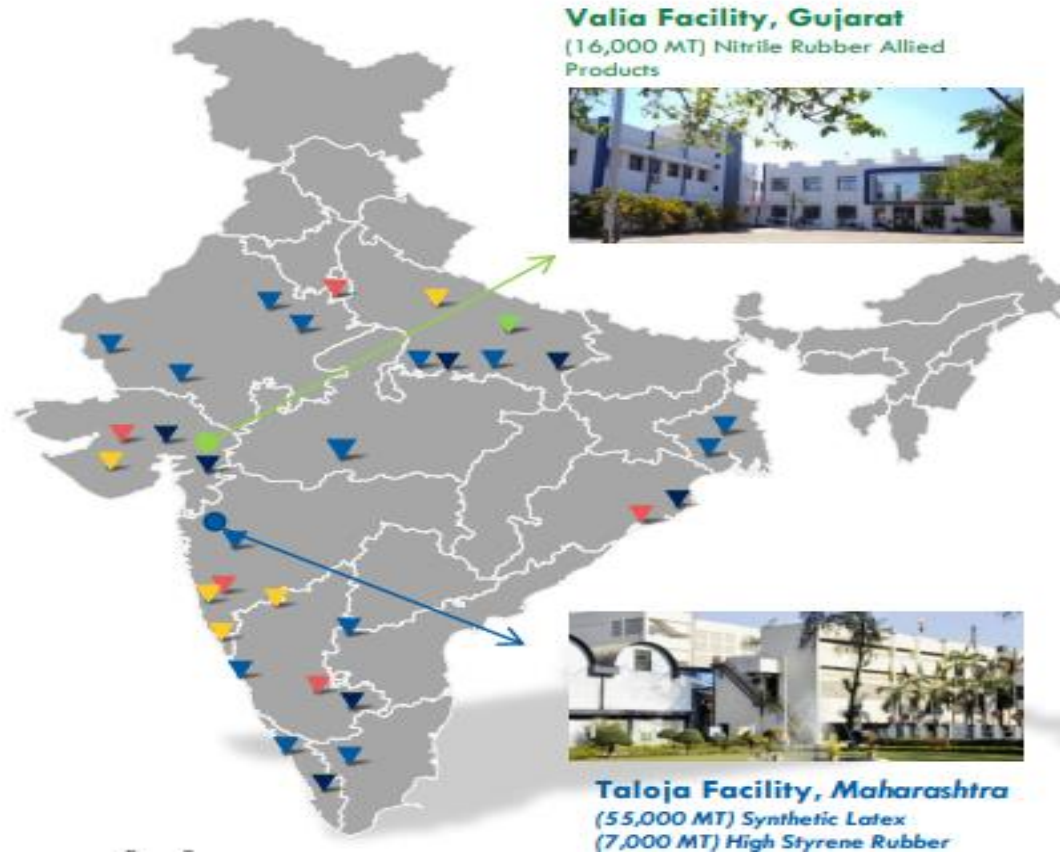 Valia Facility, Gujarat
(16,000 MT) Nitrile Rubber Allied
Products
Taloja Facility, Maharashtra
(55,000 MT) Synthetic Latex
(7,000 MT) High Styrene Rubber